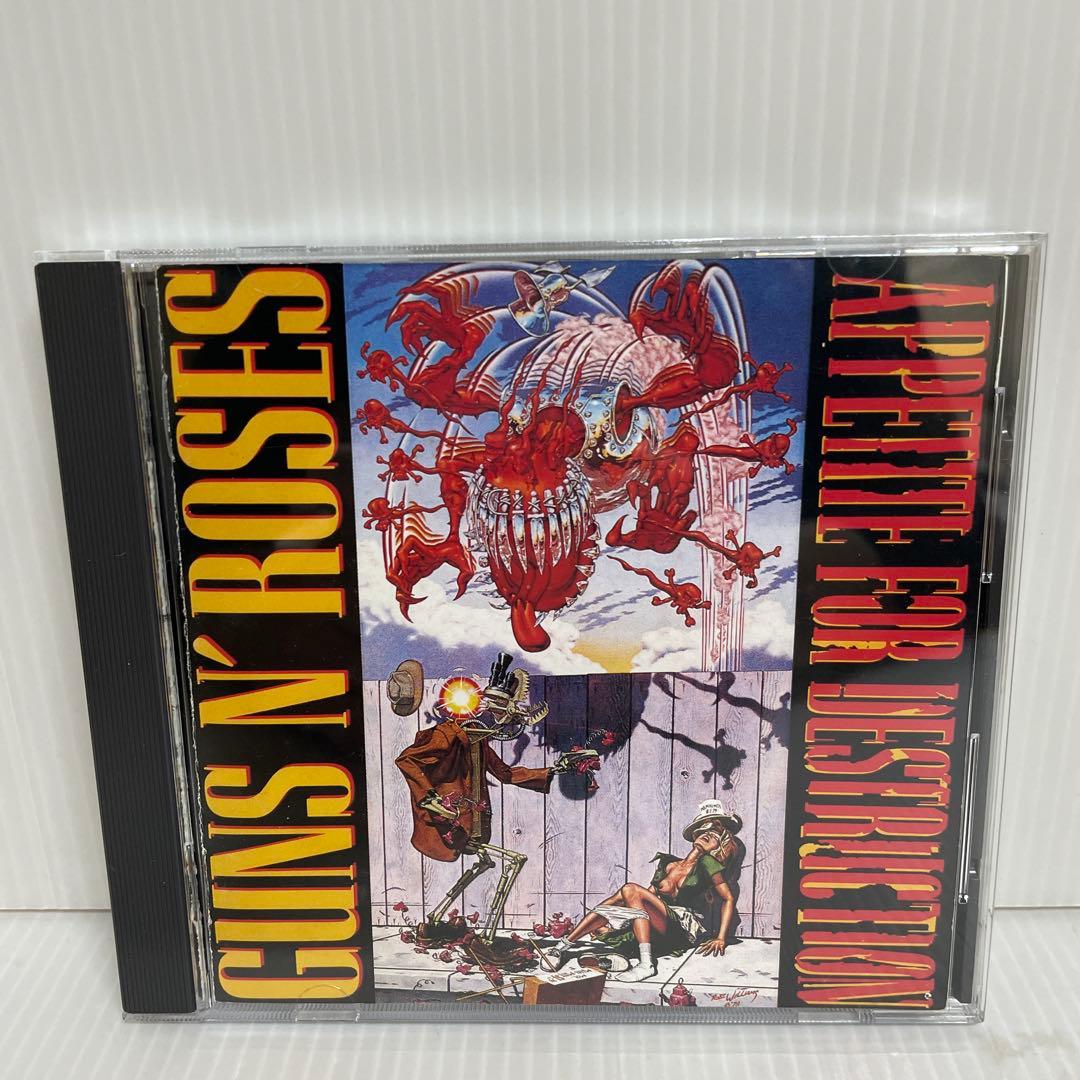 GUNS N' ROSES
APPETITE FOR DESTRUCTION